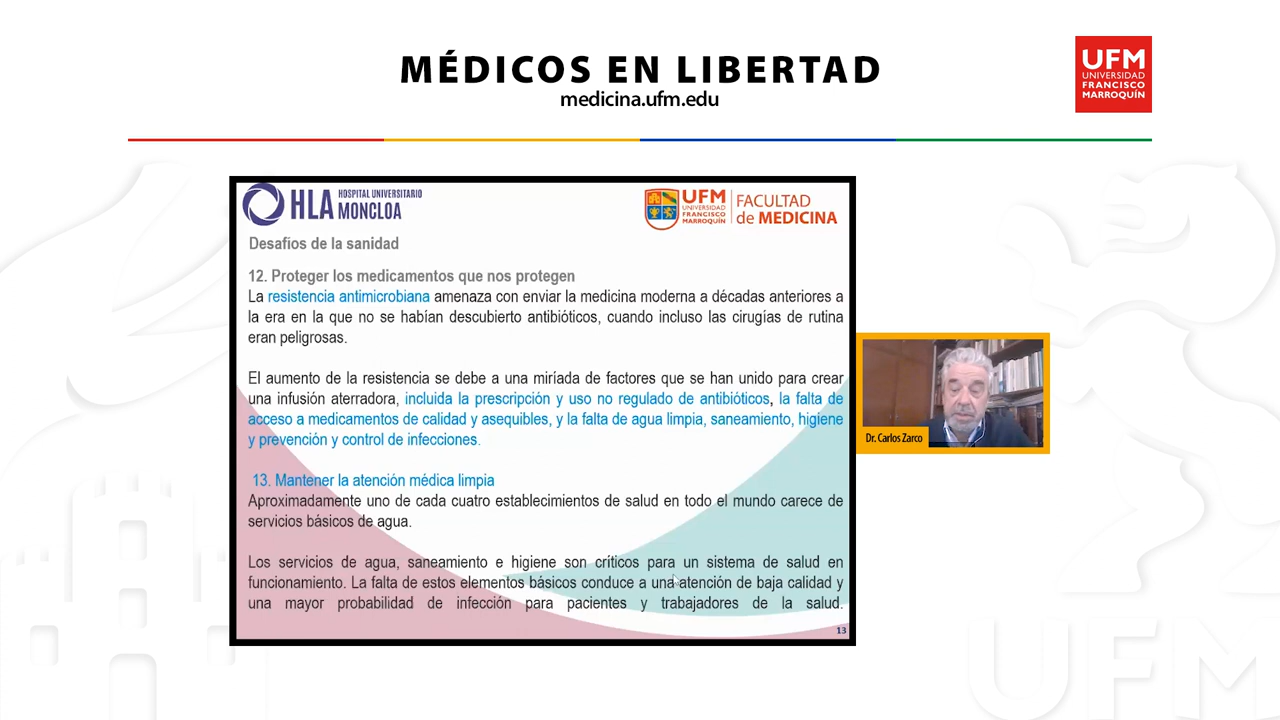 MÉDICOS EN LIBERTAD
medicina.ufm.edu
UFM
UNIVERSIDAD
FRANCISCO
MARROQUÍN
HLA HOSPITAL UNIVERSITARIO
MONCLOA
UFM
UNIVERSIDAD
FRANCISCO
MARROQUÍN
FACULTAD
de MEDICINA
Desafíos de la sanidad
12. Proteger los medicamentos que nos protegen
La resistencia antimicrobiana amenaza con enviar la medicina moderna a décadas anteriores a
la era en la que no se habían descubierto antibióticos, cuando incluso las cirugías de rutina
eran peligrosas.
El aumento de la resistencia se debe a una miríada de factores que se han unido para crear
una infusión aterradora, incluida la prescripción y uso no regulado de antibióticos, la falta de
acceso a medicamentos de calidad y asequibles, y la falta de agua limpia, saneamiento, higiene
y prevención y control de infecciones.
13. Mantener la atención médica limpia
Aproximadamente uno de cada cuatro establecimientos de salud en todo el mundo carece de
servicios básicos de agua.
Los servicios de agua, saneamiento e higiene son críticos para un sistema de salud en
funcionamiento. La falta de estos elementos básicos conduce a una atención de baja calidad y
una mayor probabilidad de infección para pacientes y trabajadores de la salud.
13
Dr. Carlos Zarco
UFM